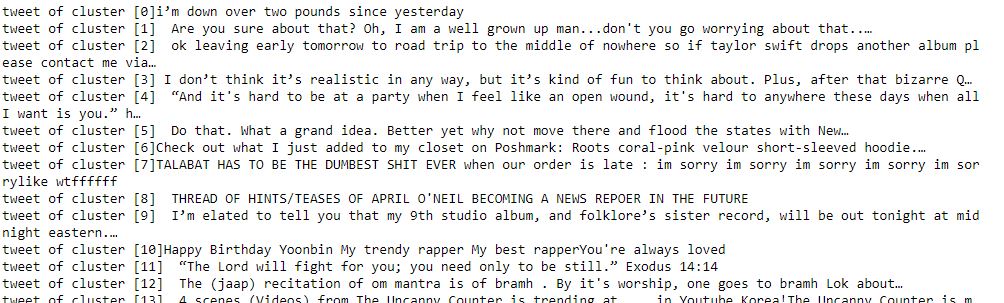 tweet of cluster [0]i’m down over two pounds since yesterday
tweet of cluster [1]  Are you sure about that? Oh, I am a well grown up man...don't you go worrying about that..…
tweet of cluster [2]  ok leaving early tomorrow to road trip to the middle of nowhere so if taylor swift drops another album pl
ease contact me via…
tweet of cluster [3] I don’t think it’s realistic in any way, but it’s kind of fun to think about. Plus, after that bizarre Q…
tweet of cluster [4]  “And it's hard to be at a party when I feel like an open wound, it's hard to anywhere these days when all
I want is you.” h…
tweet of cluster [5]  Do that. What a grand idea. Better yet why not move there and flood the states with New…
tweet of cluster [6]Check out what I just added to my closet on Poshmark: Roots coral-pink velour short-sleeved hoodie.…
tweet of cluster [7]TALABAT HAS TO BE THE DUMBEST SHIT EVER when our order is late : im sorry im sorry im sorry im sorry im sor
rylike wtffffff
tweet of cluster [8]  THREAD OF HINTS/TEASES OF APRIL O'NEIL BECOMING A NEWS REPOER IN THE FUTURE
tweet of cluster [9]  I’m elated to tell you that my 9th studio album, and folklore’s sister record, will be out tonight at mid
night eastern.…
tweet of cluster [10]Happy Birthday Yoonbin My trendy rapper My best rapperYou're always loved
tweet of cluster [11]  “The Lord will fight for you; you need only to be still.” Exodus 14:14
tweet of cluster [12]  The (jaap) recitation of om mantra is of bramh . By it's worship, one goes to bramh Lok about…
tweet of cluster [13]  4 scenes (Videos) from The Uncanny Counter is trending at     in Youtube Korea!The Uncanny Counter is m